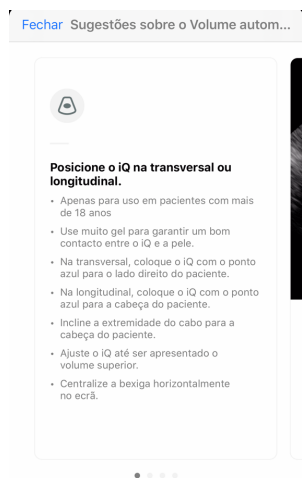 Fechar Sugestões sobre o Volume autom...
Posicione o iQ na transversal ou
longitudinal.
• Apenas para uso em pacientes com mais
de 18 anos
• Use muito gel para garantir um bom
contacto entre o iQ e a pele.
• Na transversal, coloque o iQ com o ponto
azul para o lado direito do paciente.
• Na longitudinal, coloque o iQ com o ponto
azul para a cabeça do paciente.
• Incline a extremidade do cabo para a
cabeça do paciente.
• Ajuste o iQ até ser apresentado o
volume superior.
• Centralize a bexiga horizontalmente
no ecrã.